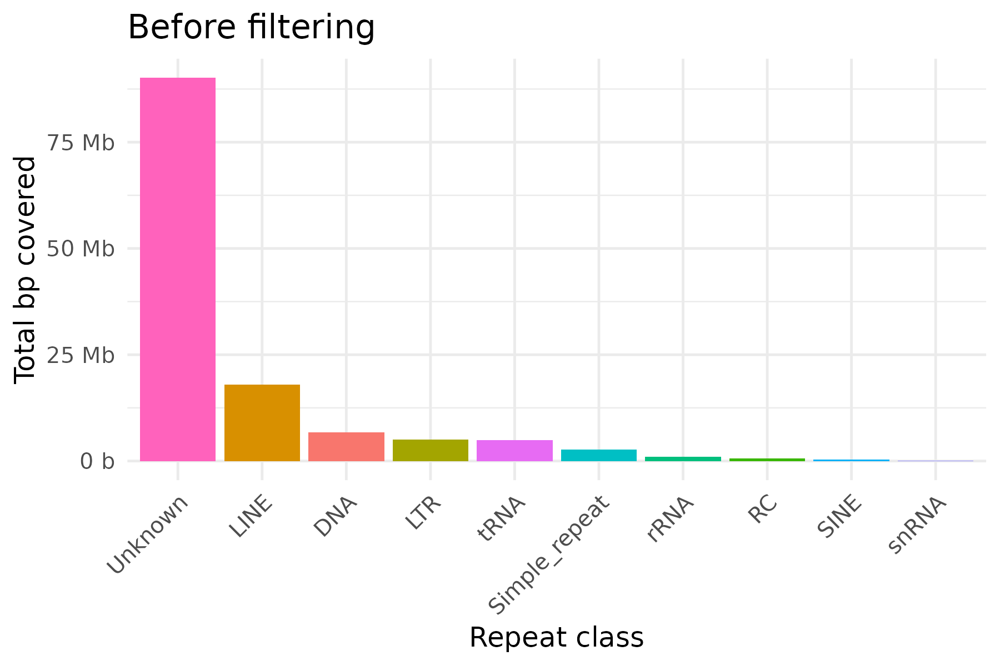 Before filtering
Total bp covered
75 Mb
50 Mb
25 Mb
0 b
Unknown
LINE
DNA
LTR
tRNA
Simple_repeat
rRNA
RC
SINE
snRNA
Repeat class